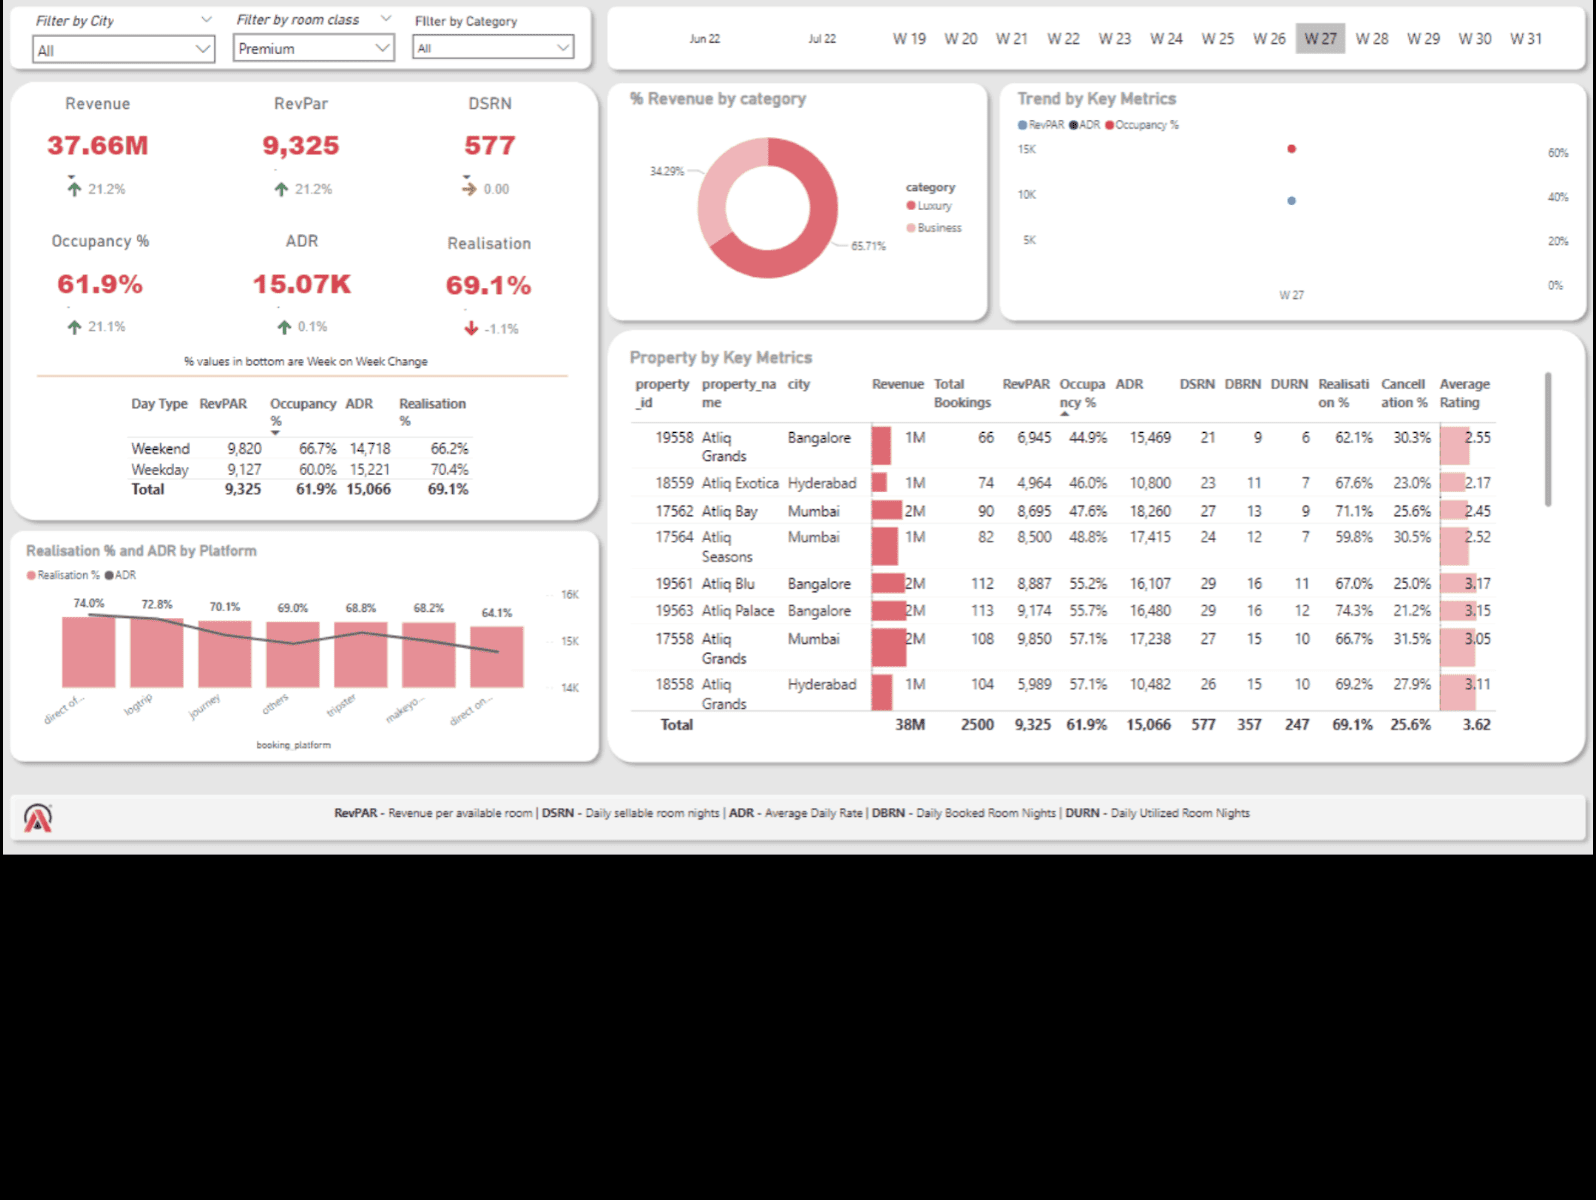 Filter by City
All
Filter by room class
Premium
FIlter by Category
All
Jun 22 Jul 22 W 19 W 20 W 21 W 22 W 23 W 24 W 25 W 26 W 27 W 28 W 29 W 30 W 31
Revenue RevPar DSRN
37.66M 9,325 577
21.2% 21.2% 0.00
Occupancy % ADR Realisation
61.9% 15.07K 69.1%
21.1% 0.1% -1.1%
% values in bottom are Week on Week Change
Day Type RevPAR Occupancy % ADR Realisation %
Weekend 9,820 66.7% 14,718 66.2%
Weekday 9,127 60.0% 15,221 70.4%
Total 9,325 61.9% 15,066 69.1%
Realisation % and ADR by Platform
Realisation % ADR
74.0% 72.8% 70.1% 69.0% 68.8% 68.2% 64.1%
16K
15K
14K
direct of... logtrip journey others tripster makeyo... direct on...
booking_platform
% Revenue by category
34.29%
65.71%
category
Luxury
Business
Trend by Key Metrics
RevPAR ADR Occupancy %
15K 60%
10K 40%
5K 20%
0%
W 27
Property by Key Metrics
property_id property_name city Revenue Total Bookings RevPAR Occupancy % ADR DSRN DBRN DURN Realisation % Cancellation % Average Rating
19558 Atliq Grands Bangalore 1M 66 6,945 44.9% 15,469 21 9 6 62.1% 30.3% 2.55
18559 Atliq Exotica Hyderabad 1M 74 4,964 46.0% 10,800 23 11 7 67.6% 23.0% 2.17
17562 Atliq Bay Mumbai 2M 90 8,695 47.6% 18,260 27 13 9 71.1% 25.6% 2.45
17564 Atliq Seasons Mumbai 1M 82 8,500 48.8% 17,415 24 12 7 59.8% 30.5% 2.52
19561 Atliq Blu Bangalore 2M 112 8,887 55.2% 16,107 29 16 11 67.0% 25.0% 3.17
19563 Atliq Palace Bangalore 2M 113 9,174 55.7% 16,480 29 16 12 74.3% 21.2% 3.15
17558 Atliq Grands Mumbai 2M 108 9,850 57.1% 17,238 27 15 10 66.7% 31.5% 3.05
18558 Atliq Grands Hyderabad 1M 104 5,989 57.1% 10,482 26 15 10 69.2% 27.9% 3.11
Total 38M 2500 9,325 61.9% 15,066 577 357 247 69.1% 25.6% 3.62
RevPAR - Revenue per available room | DSRN - Daily sellable room nights | ADR - Average Daily Rate | DBRN - Daily Booked Room Nights | DURN - Daily Utilized Room Nights